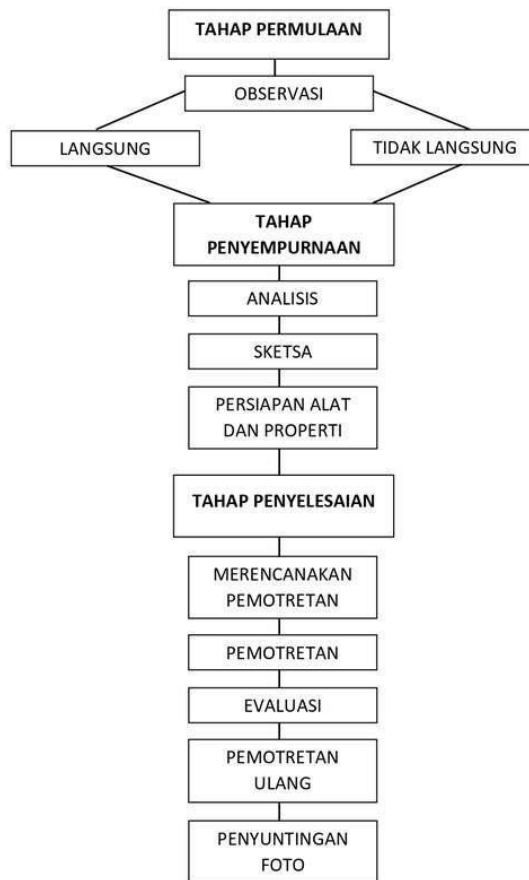 TAHAP PERMULAAN
OBSERVASI
LANGSUNG
TIDAK LANGSUNG
TAHAP
PENYEMPURNAAN
ANALISIS
SKETSA
PERSIAPAN ALAT
DAN PROPERTI
TAHAP PENYELESAIAN
MERENCANAKAN
PEMOTRETAN
PEMOTRETAN
EVALUASI
PEMOTRETAN
ULANG
PENYUNTINGAN
FOTO